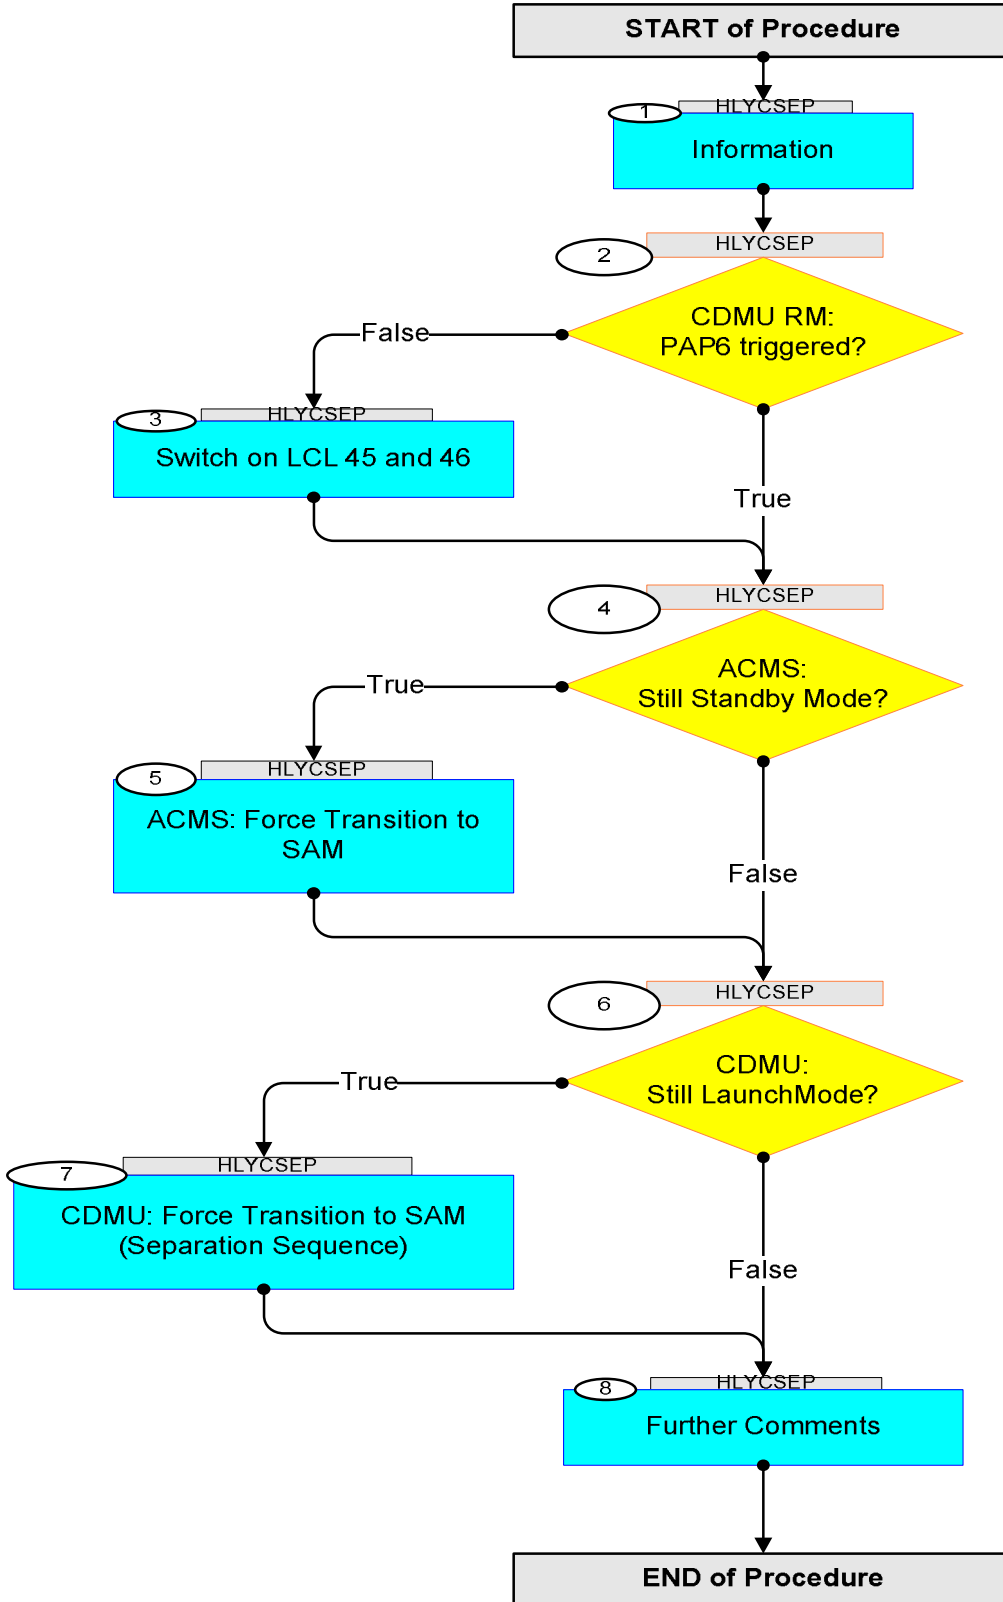 START of Procedure
HLYCSEP
1
Information
HLYCSEP
2
CDMU RM:
PAP6 triggered?
False
HLYCSEP
3
Switch on LCL 45 and 46
True
HLYCSEP
4
ACMS:
Still Standby Mode?
True
HLYCSEP
5
ACMS: Force Transition to
SAM
False
HLYCSEP
6
CDMU:
Still LaunchMode?
True
HLYCSEP
7
CDMU: Force Transition to SAM
(Separation Sequence)
False
HLYCSEP
8
Further Comments
END of Procedure